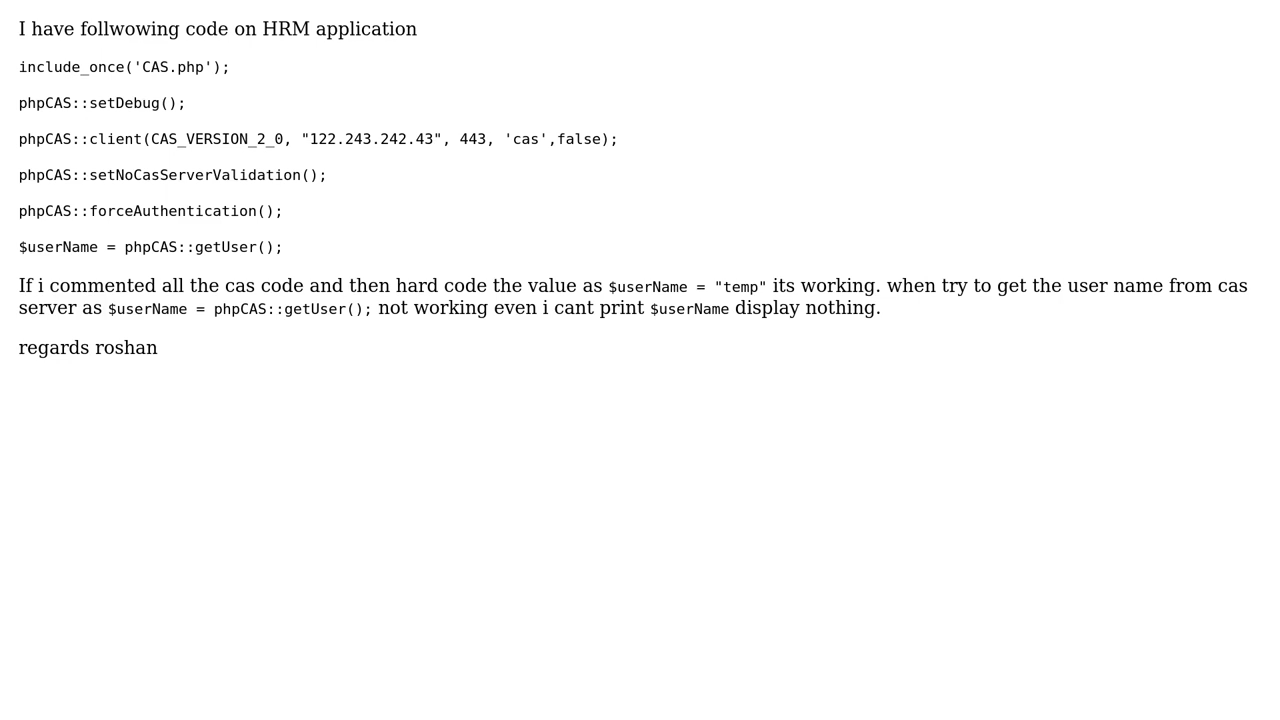 I have follwowing code on HRM application
include_once('CAS.php');
phpCAS::setDebug();
phpCAS::client(CAS_VERSION_2_0, "122.243.242.43", 443, 'cas',false);
phpCAS::setNoCasServerValidation();
phpCAS::forceAuthentication();
$userName = phpCAS::getUser();
If i commented all the cas code and then hard code the value as $userName = "temp" its working. when try to get the user name from cas
server as $userName = phpCAS::getUser(); not working even i cant print $userName display nothing.
regards roshan